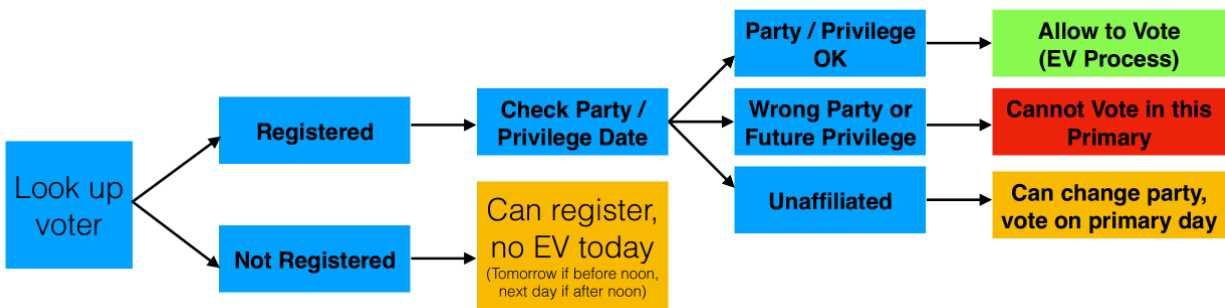 Look up
voter
Registered
Not Registered
Check Party /
Privilege Date
Can register,
no EV today
(Tomorrow if before noon,
next day if after noon)
Party / Privilege
OK
Wrong Party or
Future Privilege
Unaffiliated
Allow to Vote
(EV Process)
Cannot Vote in this
Primary
Can change party,
vote on primary day